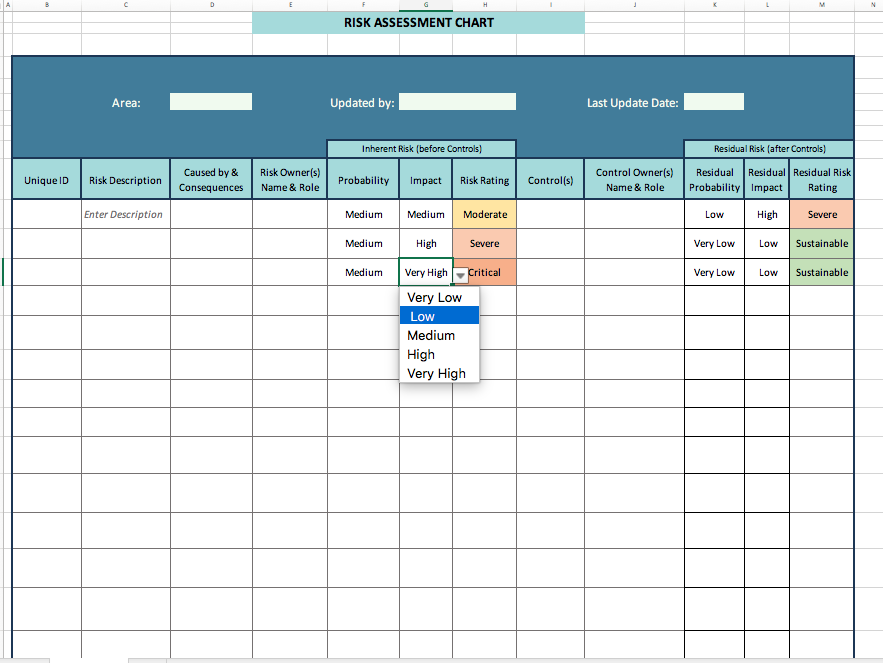 A B C D E F G H I J K L M N
RISK ASSESSMENT CHART
Area: Updated by: Last Update Date:
Inherent Risk (before Controls) Residual Risk (after Controls)
Unique ID Risk Description Caused by & Consequences Risk Owner(s) Name & Role Probability Impact Risk Rating Control(s) Control Owner(s) Name & Role Residual Probability Residual Impact Residual Risk Rating
Enter Description Medium Medium Moderate Low High Severe
Medium High Severe Very Low Low Sustainable
Medium Very High Critical Very Low Low Sustainable
Very Low
Low
Medium
High
Very High